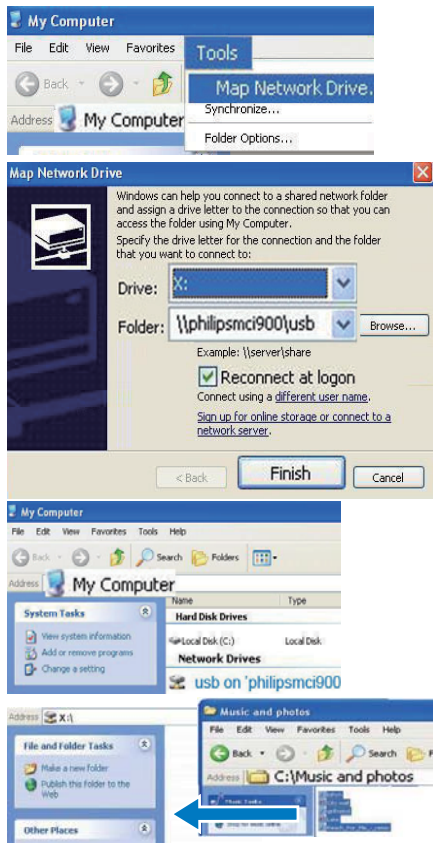 My Computer
File Edit View Favorites Tools
Back
Map Network Drive.
Synchronize...
Address My Computer
Folder Options...
Map Network Drive
Windows can help you connect to a shared network folder
and assign a drive letter to the connection so that you can
access the folder using My Computer.
Specify the drive letter for the connection and the folder
that you want to connect to:
Drive: X:
Folder: \\philipsmci900\usb Browse...
Example: \\server\share
Reconnect at logon
Connect using a different user name.
Sign up for online storage or connect to a
network server.
< Back Finish Cancel
My Computer
File Edit View Favorites Tools Help
Back Search Folders
Address My Computer
Name Type
System Tasks
Hard Disk Drives
View system information
Local Disk (C:) Local Disk
Add or remove programs
Network Drives
Change a setting
usb on 'philipsmci900
Address X:\
Music and photos
File Edit View Favorites Tools Help
File and Folder Tasks
Back Search
Make a new folder
Address C:\Music and photos
Publish this folder to the
Web
Music Tasks
Other Places